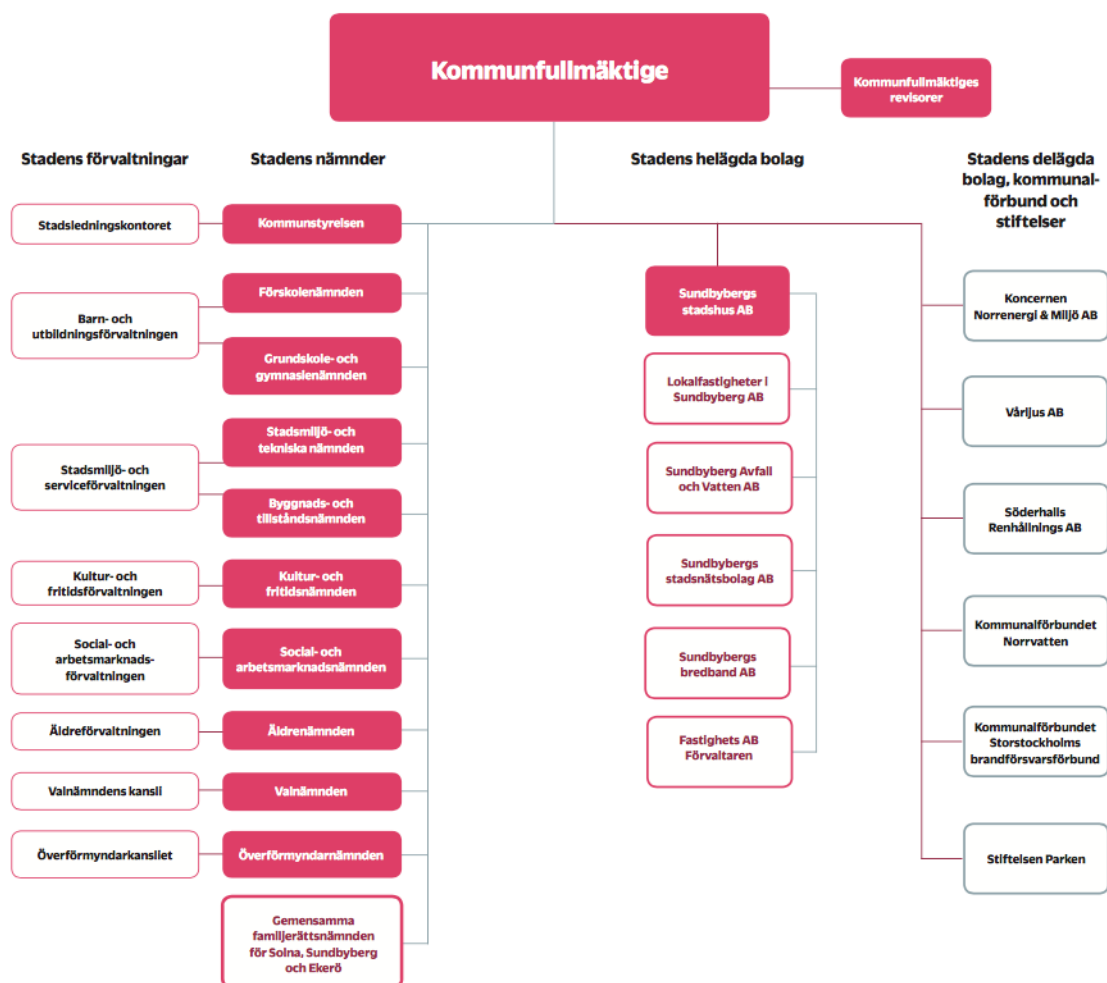 Kommunfullmäktige
Kommunfullmäktiges
revisorer
Stadens förvaltningar
Stadsledningskontoret
Barn- och
utbildningsförvaltningen
Stadsmiljö- och
serviceförvaltningen
Kultur- och
fritidsförvaltningen
Social- och
arbetsmarknads-
förvaltningen
Äldreförvaltningen
Valnämndens kansli
Överförmyndarkansliet
Stadens nämnder
Kommunstyrelsen
Förskolenämnden
Grundskole- och
gymnasienämnden
Stadsmiljö- och
tekniska nämnden
Byggnads- och
tillståndsnämnden
Kultur- och
fritidsnämnden
Social- och
arbetsmarknadsnämnden
Äldrenämnden
Valnämnden
Överförmyndarnämnden
Gemensamma
familjerättsnämnden
för Solna, Sundbyberg
och Ekerö
Stadens helägda bolag
Sundbybergs
stadshus AB
Lokalfastigheter i
Sundbyberg AB
Sundbyberg Avfall
och Vatten AB
Sundbybergs
stadsnätsbolag AB
Sundbybergs
bredband AB
Fastighets AB
Förvaltaren
Stadens delägda
bolag, kommunal-
förbund och
stiftelser
Koncernen
Norrenergi & Miljö AB
Vårljus AB
Söderhalls
Renhållnings AB
Kommunalförbundet
Norrvatten
Kommunalförbundet
Storstockholms
brandförsvarsförbund
Stiftelsen Parken